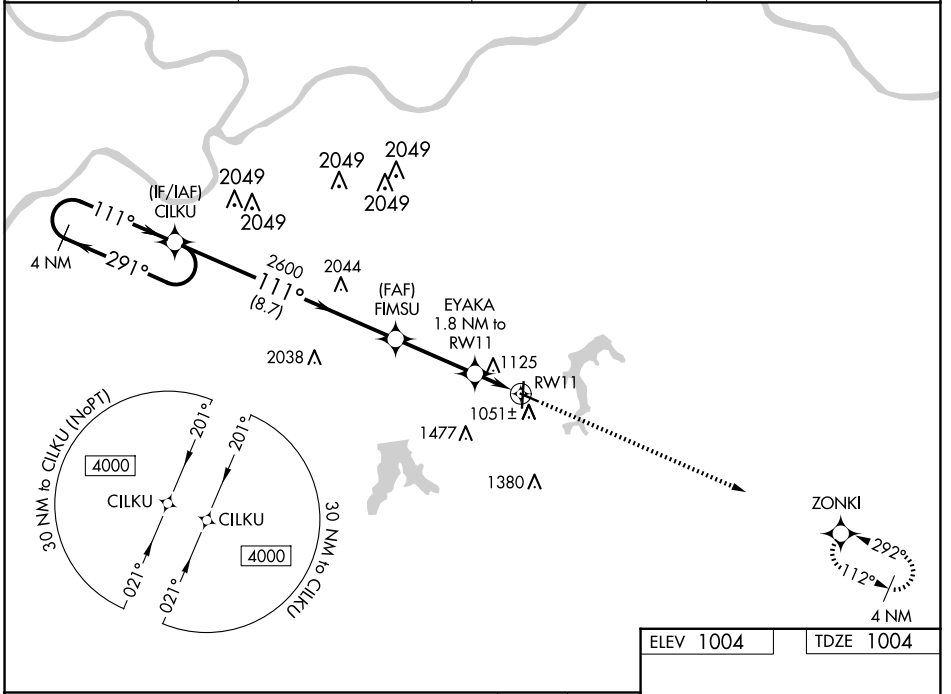 2049
2049
2049
2049
2049
(IF/IAF)
CILKU
111°
291°
4 NM
2600
111°
(8.7)
2044
(FAF)
FIMSU
EYAKA
1.8 NM to
RW11
1125
RW11
2038
1051±
1477
1380
30 NM to CILKU (NoPT)
201°
201°
4000
CILKU
CILKU
4000
021°
021°
30 NM to CILKU
ZONKI
292°
112°
4 NM
ELEV 1004
TDZE 1004